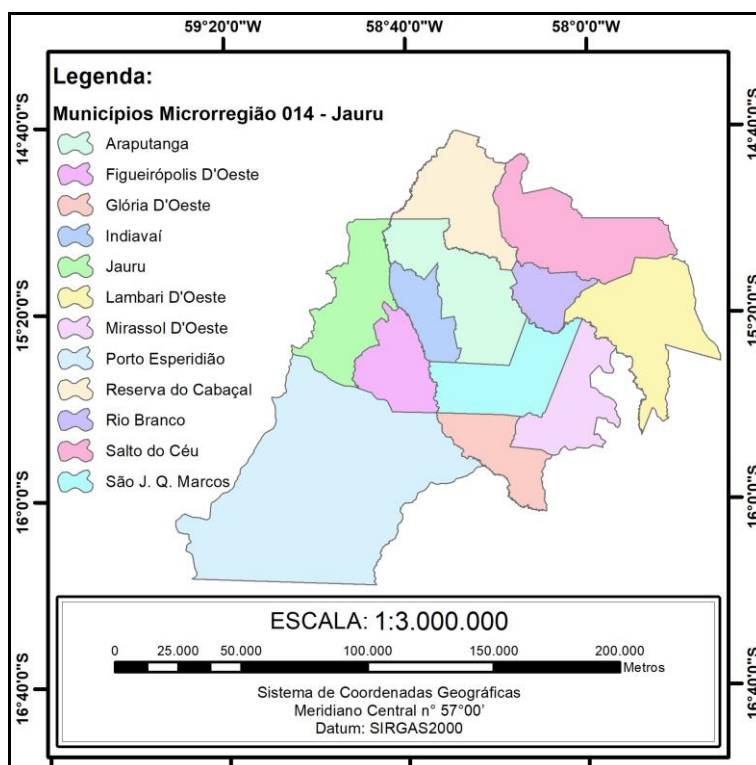 59°20'0"W 58°40'0"W 58°0'0"W
Legenda:
Municípios Microrregião 014 - Jauru
Araputanga
Figueirópolis D'Oeste
Glória D'Oeste
Indiavaí
Jauru
Lambari D'Oeste
Mirassol D'Oeste
Porto Esperidião
Reserva do Cabaçal
Rio Branco
Salto do Céu
São J. Q. Marcos
14°40'0"S 14°40'0"S
15°20'0"S 15°20'0"S
16°0'0"S 16°0'0"S
16°40'0"S 16°40'0"S
ESCALA: 1:3.000.000
0 25.000 50.000 100.000 150.000 200.000
Metros
Sistema de Coordenadas Geográficas
Meridiano Central n° 57°00’
Datum: SIRGAS2000